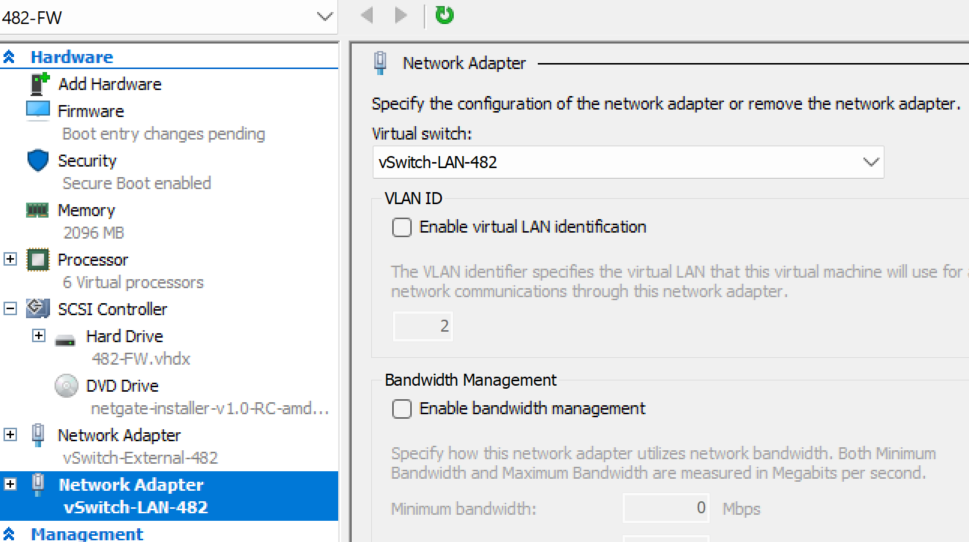 482-FW
Hardware
Add Hardware
Firmware
Boot entry changes pending
Security
Secure Boot enabled
Memory
2096 MB
Processor
6 Virtual processors
SCSI Controller
Hard Drive
482-FW.vhdx
DVD Drive
netgate-installer-v1.0-RC-amd...
Network Adapter
vSwitch-External-482
Network Adapter
vSwitch-LAN-482
Management
Network Adapter
Specify the configuration of the network adapter or remove the network adapter.
Virtual switch:
vSwitch-LAN-482
VLAN ID
Enable virtual LAN identification
The VLAN identifier specifies the virtual LAN that this virtual machine will use for
network communications through this network adapter.
2
Bandwidth Management
Enable bandwidth management
Specify how this network adapter utilizes network bandwidth. Both Minimum
Bandwidth and Maximum Bandwidth are measured in Megabits per second.
Minimum bandwidth: 0 Mbps